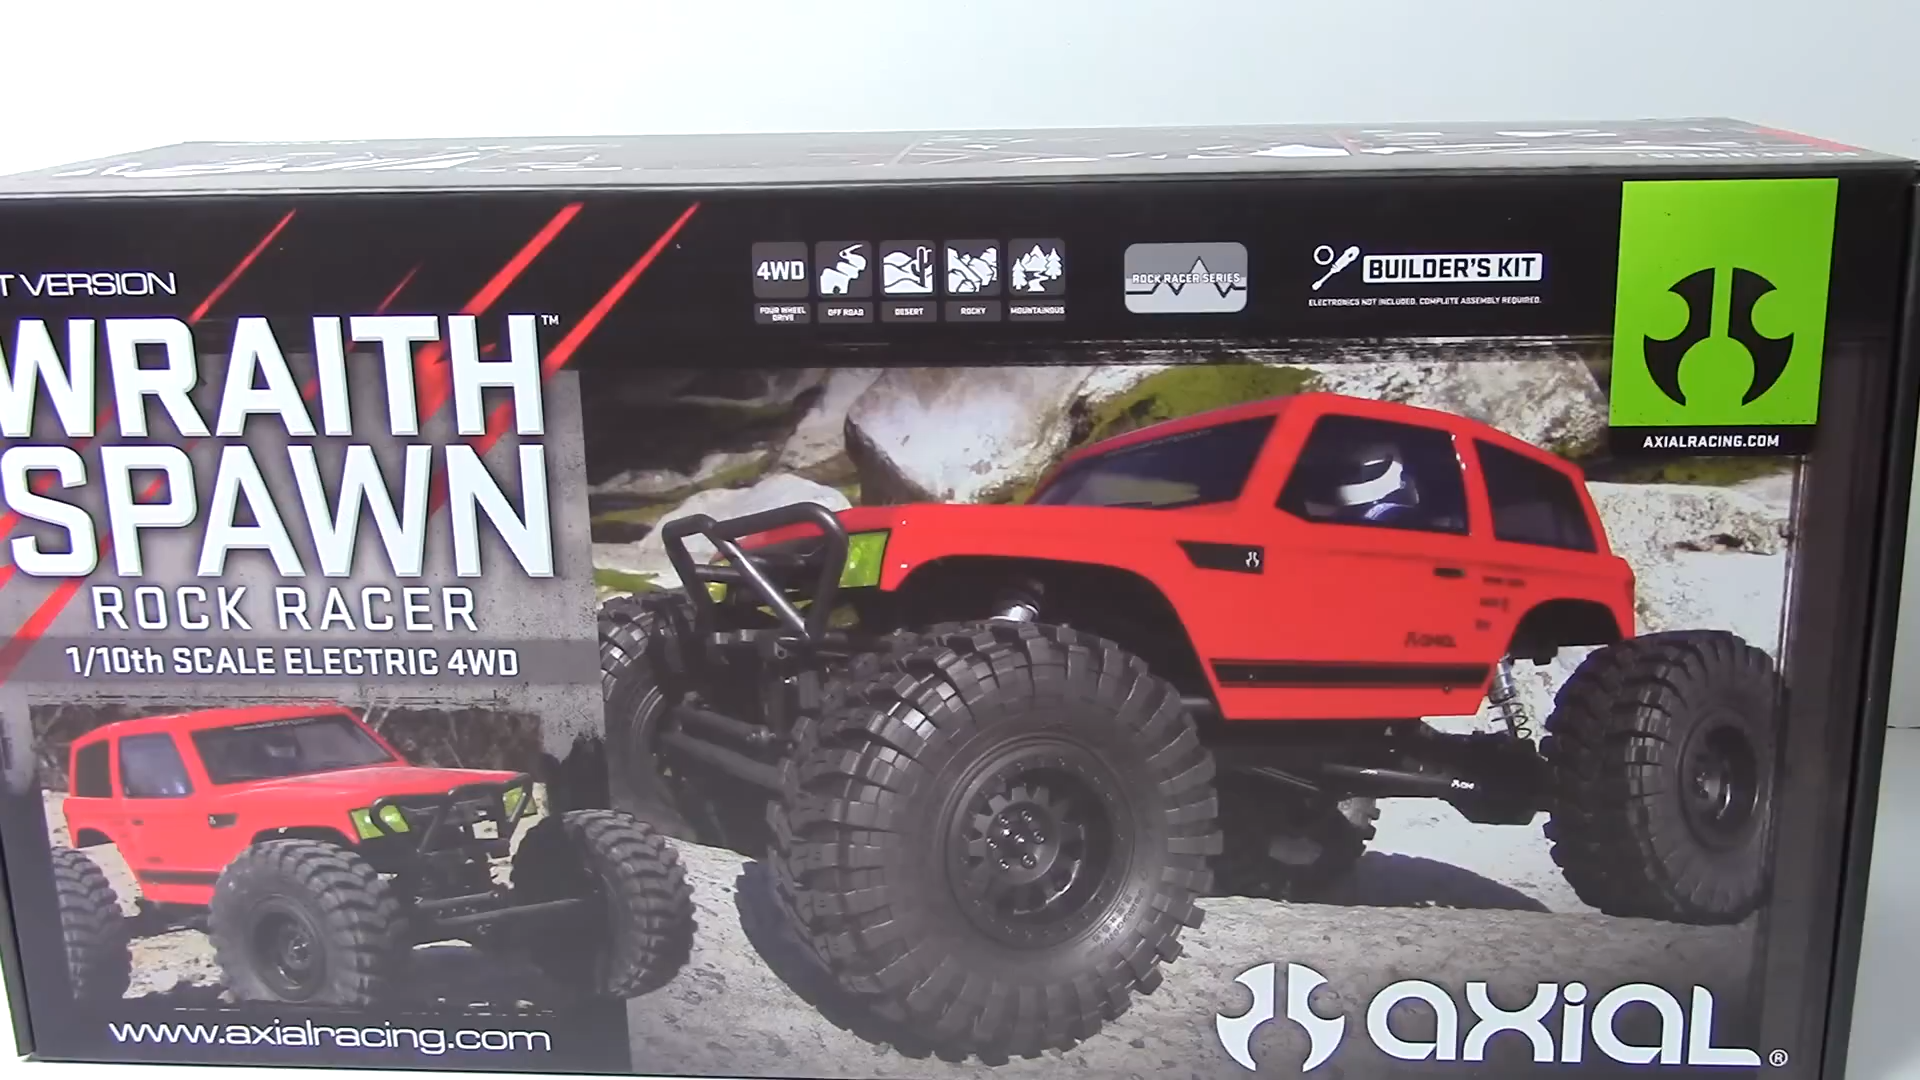 T VERSION
WRAITH™
SPAWN
ROCK RACER
1/10th SCALE ELECTRIC 4WD
www.axialracing.com
4WD
FOUR WHEEL
DRIVE
OFF ROAD
DESERT
ROCKY
MOUNTAINOUS
ROCK RACER SERIES
BUILDER'S KIT
ELECTRONICS NOT INCLUDED. COMPLETE ASSEMBLY REQUIRED.
AXIALRACING.COM
AXIAL
axiaL®